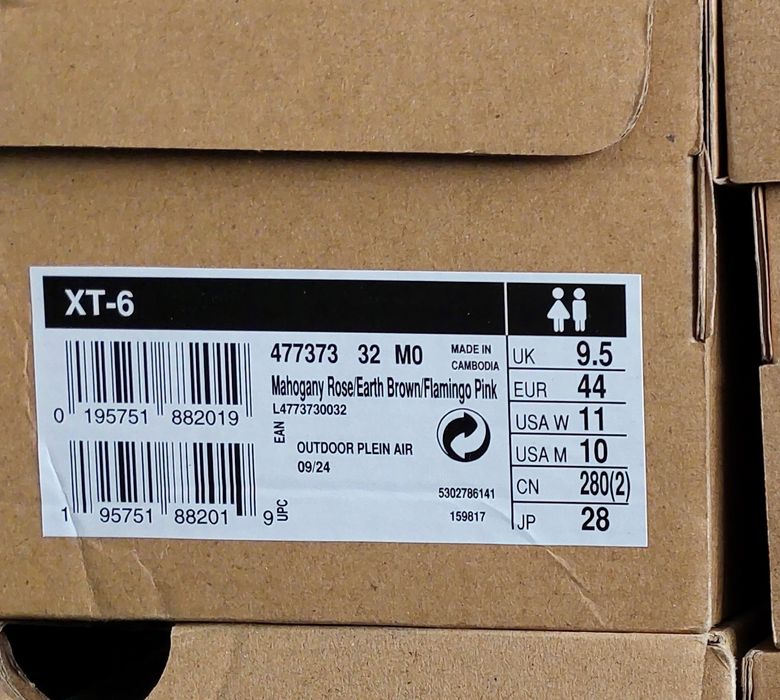 XT-6
477373 32 M0
MADE IN
CAMBODIA
Mahogany Rose/Earth Brown/Flamingo Pink
L4773730032
0 195751 882019
EAN
OUTDOOR PLEIN AIR
09/24
1 95751 88201 9
UPC
5302786141
159817
UK 9.5
EUR 44
USA W 11
USA M 10
CN 280(2)
JP 28